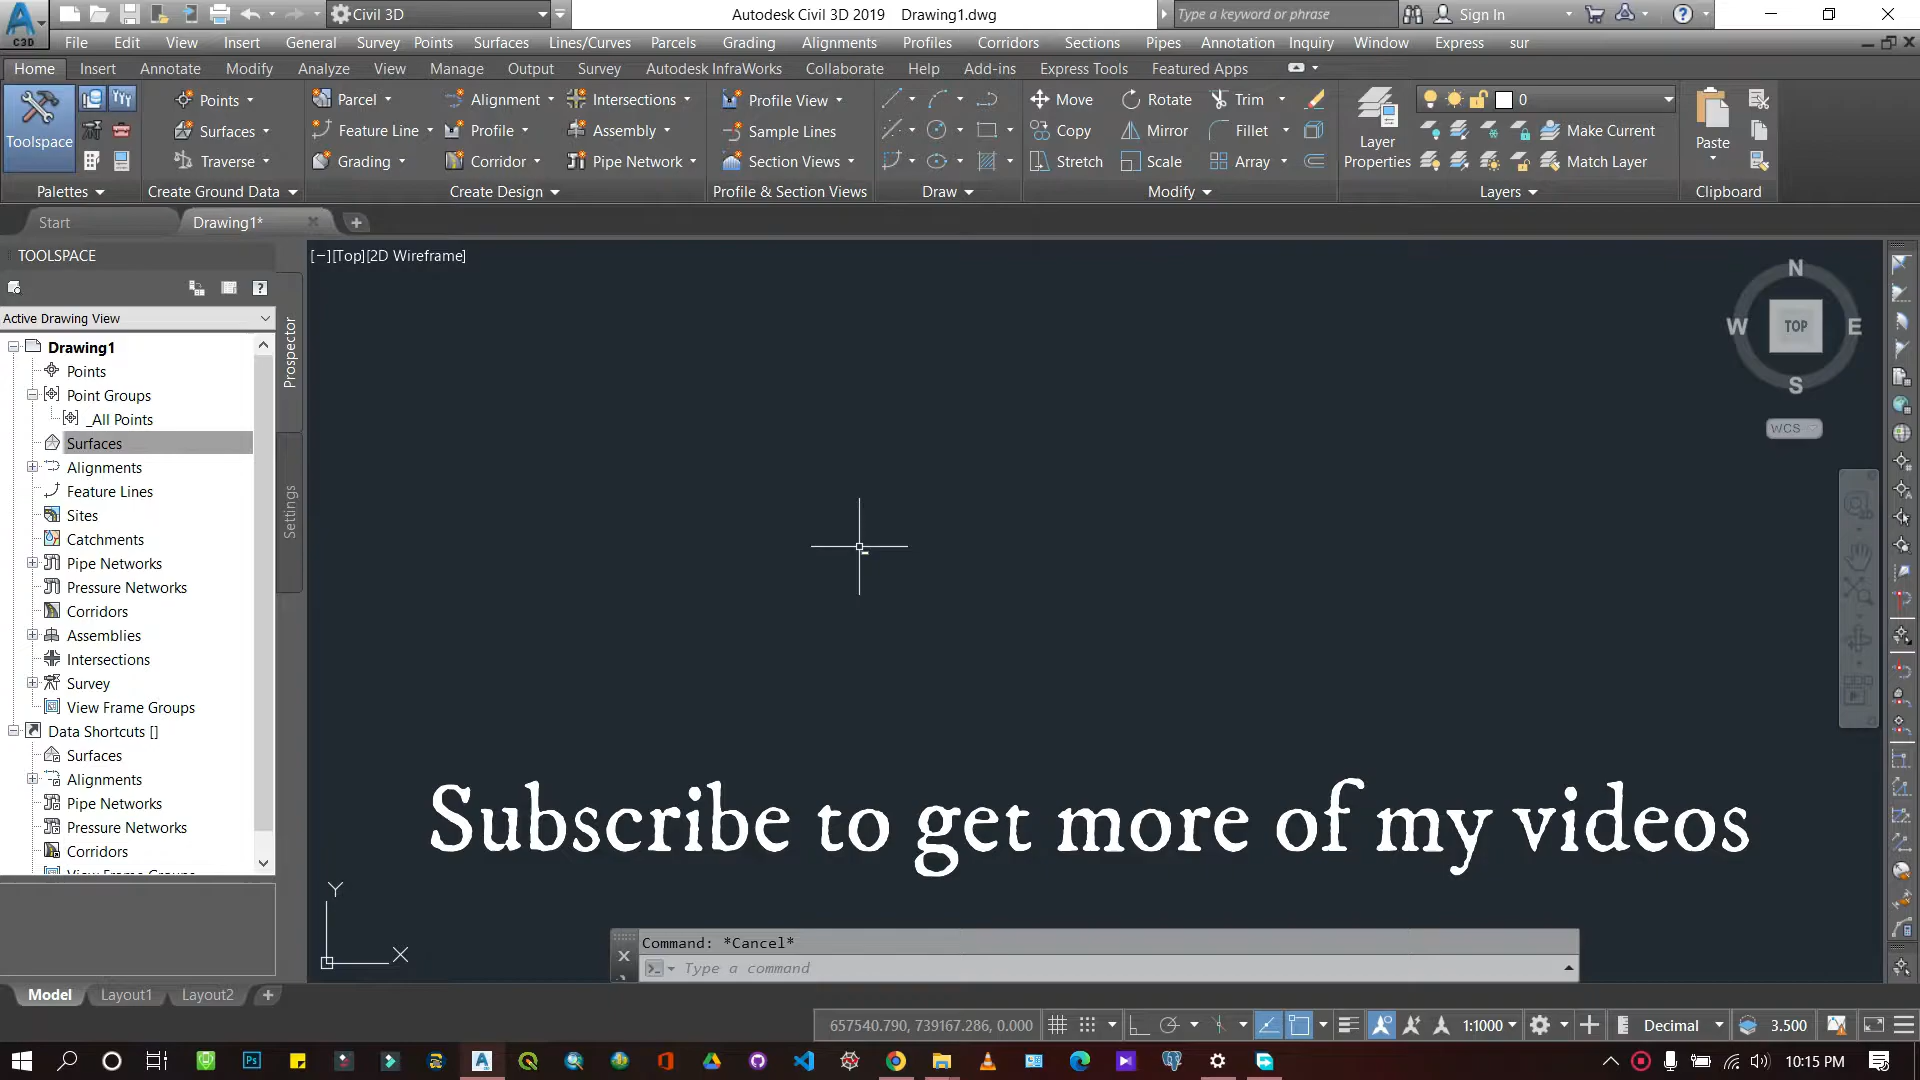 C3D
Civil 3D
Autodesk Civil 3D 2019 Drawing1.dwg
Type a keyword or phrase
Sign In
File Edit View Insert General Survey Points Surfaces Lines/Curves Parcels Grading Alignments Profiles Corridors Sections Pipes Annotation Inquiry Window Express sur
Home Insert Annotate Modify Analyze View Manage Output Survey Autodesk InfraWorks Collaborate Help Add-ins Express Tools Featured Apps
Toolspace
Points
Surfaces
Traverse
Parcel
Feature Line
Grading
Alignment
Profile
Corridor
Intersections
Assembly
Pipe Network
Profile View
Sample Lines
Section Views
Move
Copy
Stretch
Rotate
Mirror
Scale
Trim
Fillet
Array
Layer
Properties
0
Make Current
Match Layer
Paste
Palettes Create Ground Data Create Design Profile & Section Views Draw Modify Layers Clipboard
Start Drawing1*
TOOLSPACE
Active Drawing View
Drawing1
Points
Point Groups
_All Points
Surfaces
Alignments
Feature Lines
Sites
Catchments
Pipe Networks
Pressure Networks
Corridors
Assemblies
Intersections
Survey
View Frame Groups
Data Shortcuts []
Surfaces
Alignments
Pipe Networks
Pressure Networks
Corridors
View Frame Groups
Prospector
Settings
[−][Top][2D Wireframe]
N
W TOP E
S
WCS
Subscribe to get more of my videos
Y
X
Command: *Cancel*
Type a command
Model Layout1 Layout2
657540.790, 739167.286, 0.000
1:1000
Decimal
3.500
Ps
10:15 PM